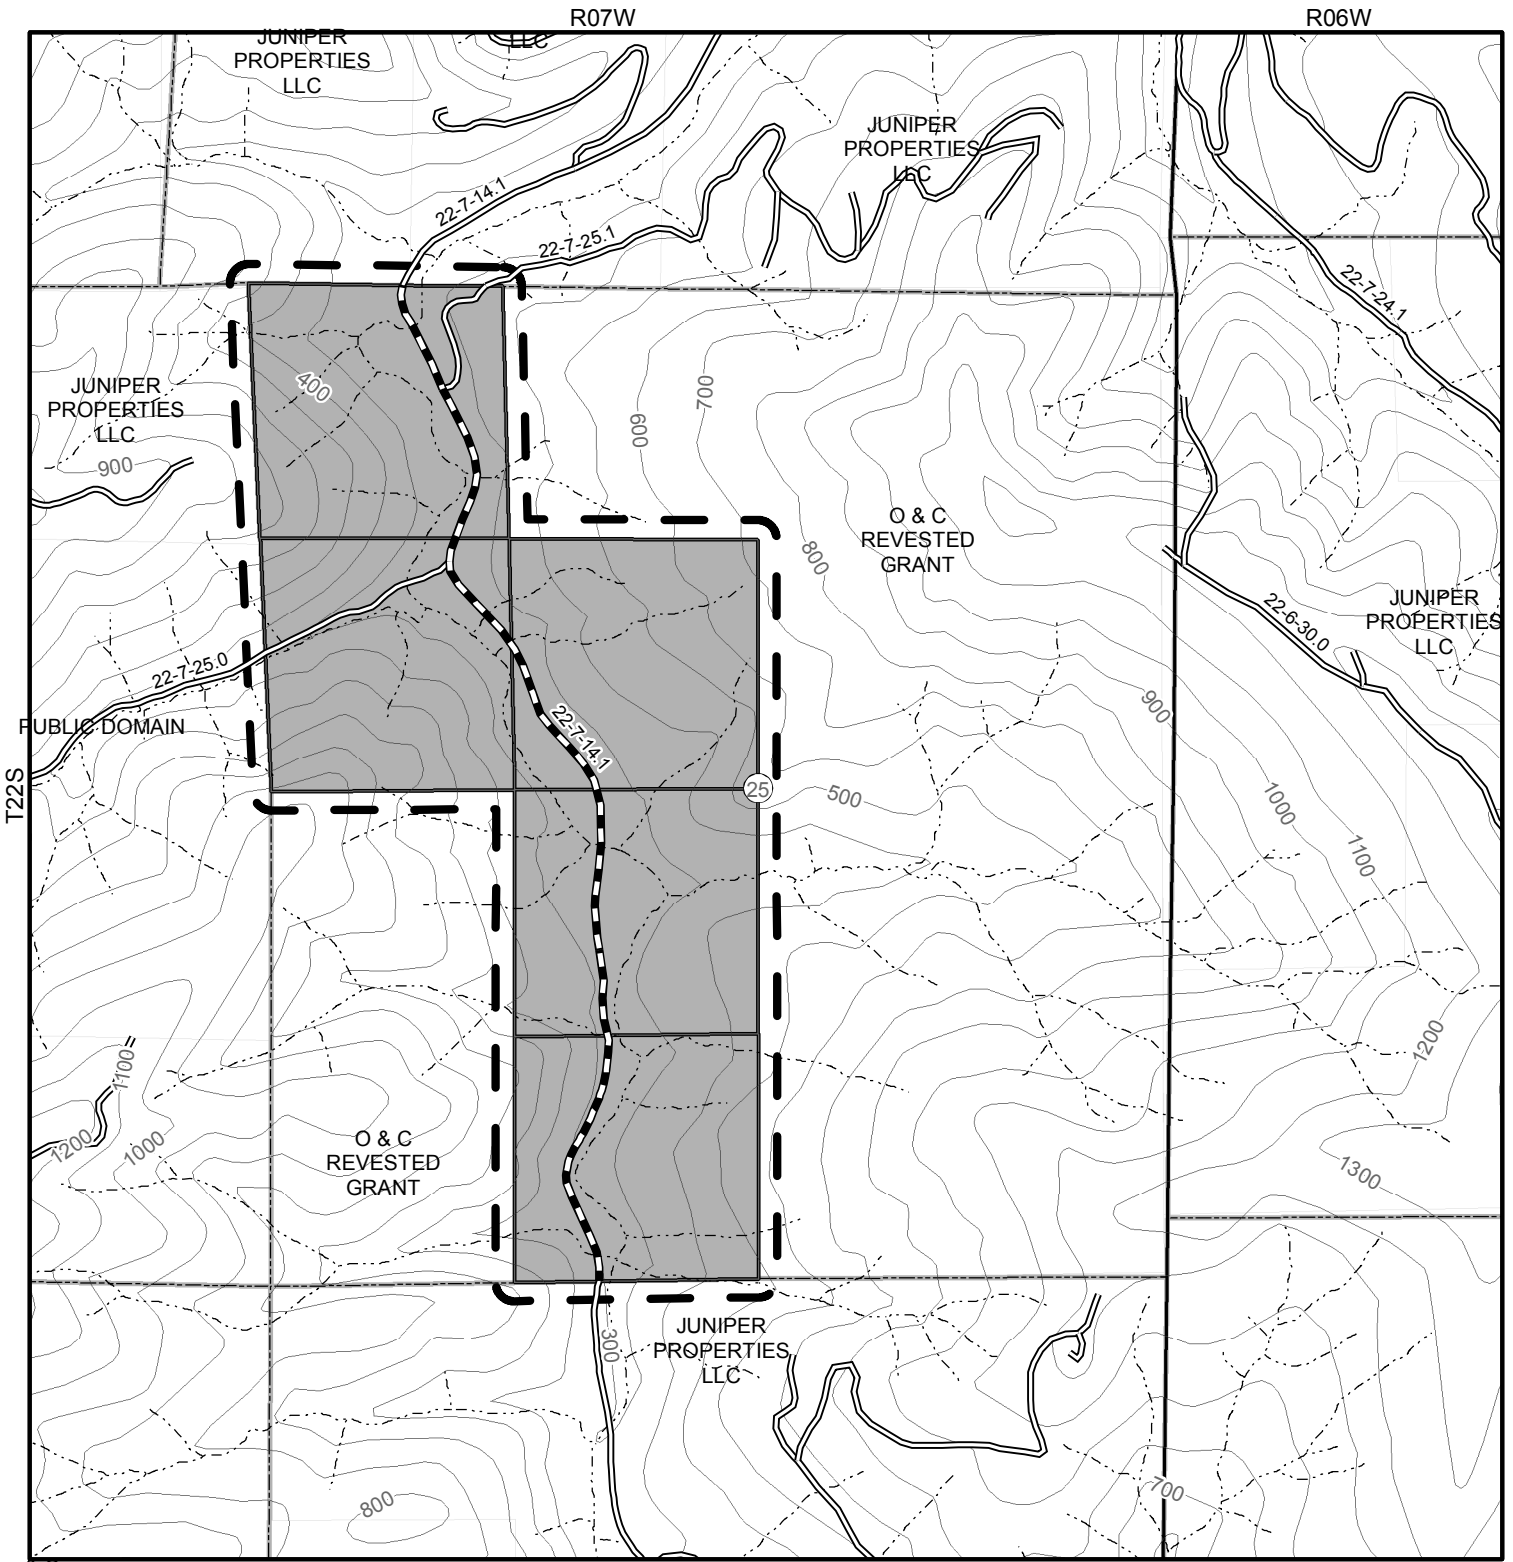 R07W
R06W
JUNIPER
PROPERTIES
LLC
LLC
JUNIPER
PROPERTIES
LLC
22-7-14.1
22-7-25.1
22-7-24.1
400
JUNIPER
PROPERTIES
LLC
900
600
700
O & C
REVESTED
GRANT
800
22-6-30.0
JUNIPER
PROPERTIES
LLC
22-7-25.0
PUBLIC DOMAIN
22-7-14.1
900
T22S
25
500
1000
1100
1200
1100
1200
1000
O & C
REVESTED
GRANT
1300
300
JUNIPER
PROPERTIES
LLC
800
700